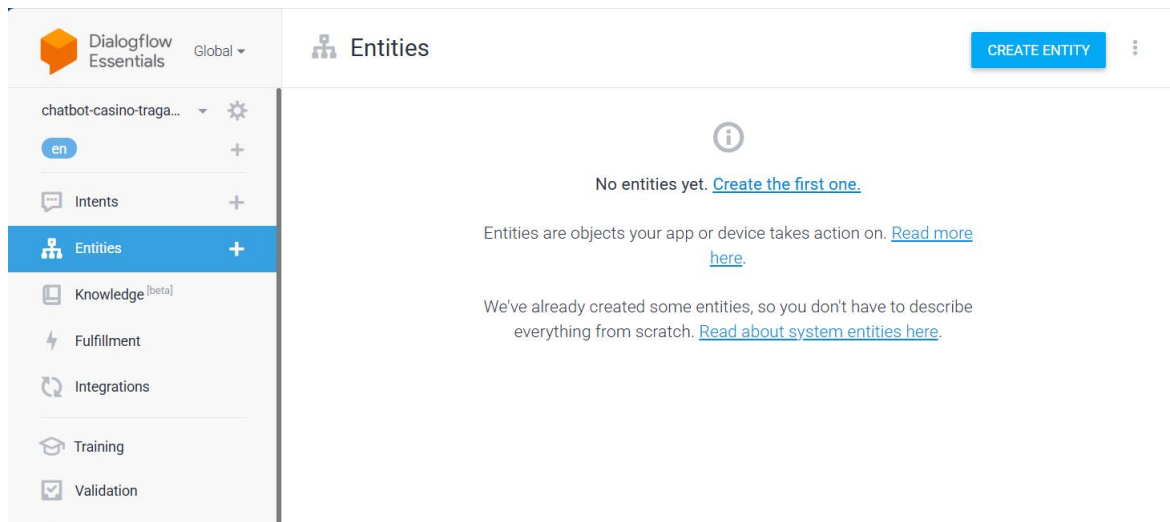 Dialogflow
Essentials
Global
Entities
CREATE ENTITY
chatbot-casino-traga...
en
Intents
Entities
Knowledge [beta]
Fulfillment
Integrations
Training
Validation
No entities yet. Create the first one.
Entities are objects your app or device takes action on. Read more
here.
We've already created some entities, so you don't have to describe
everything from scratch. Read about system entities here.